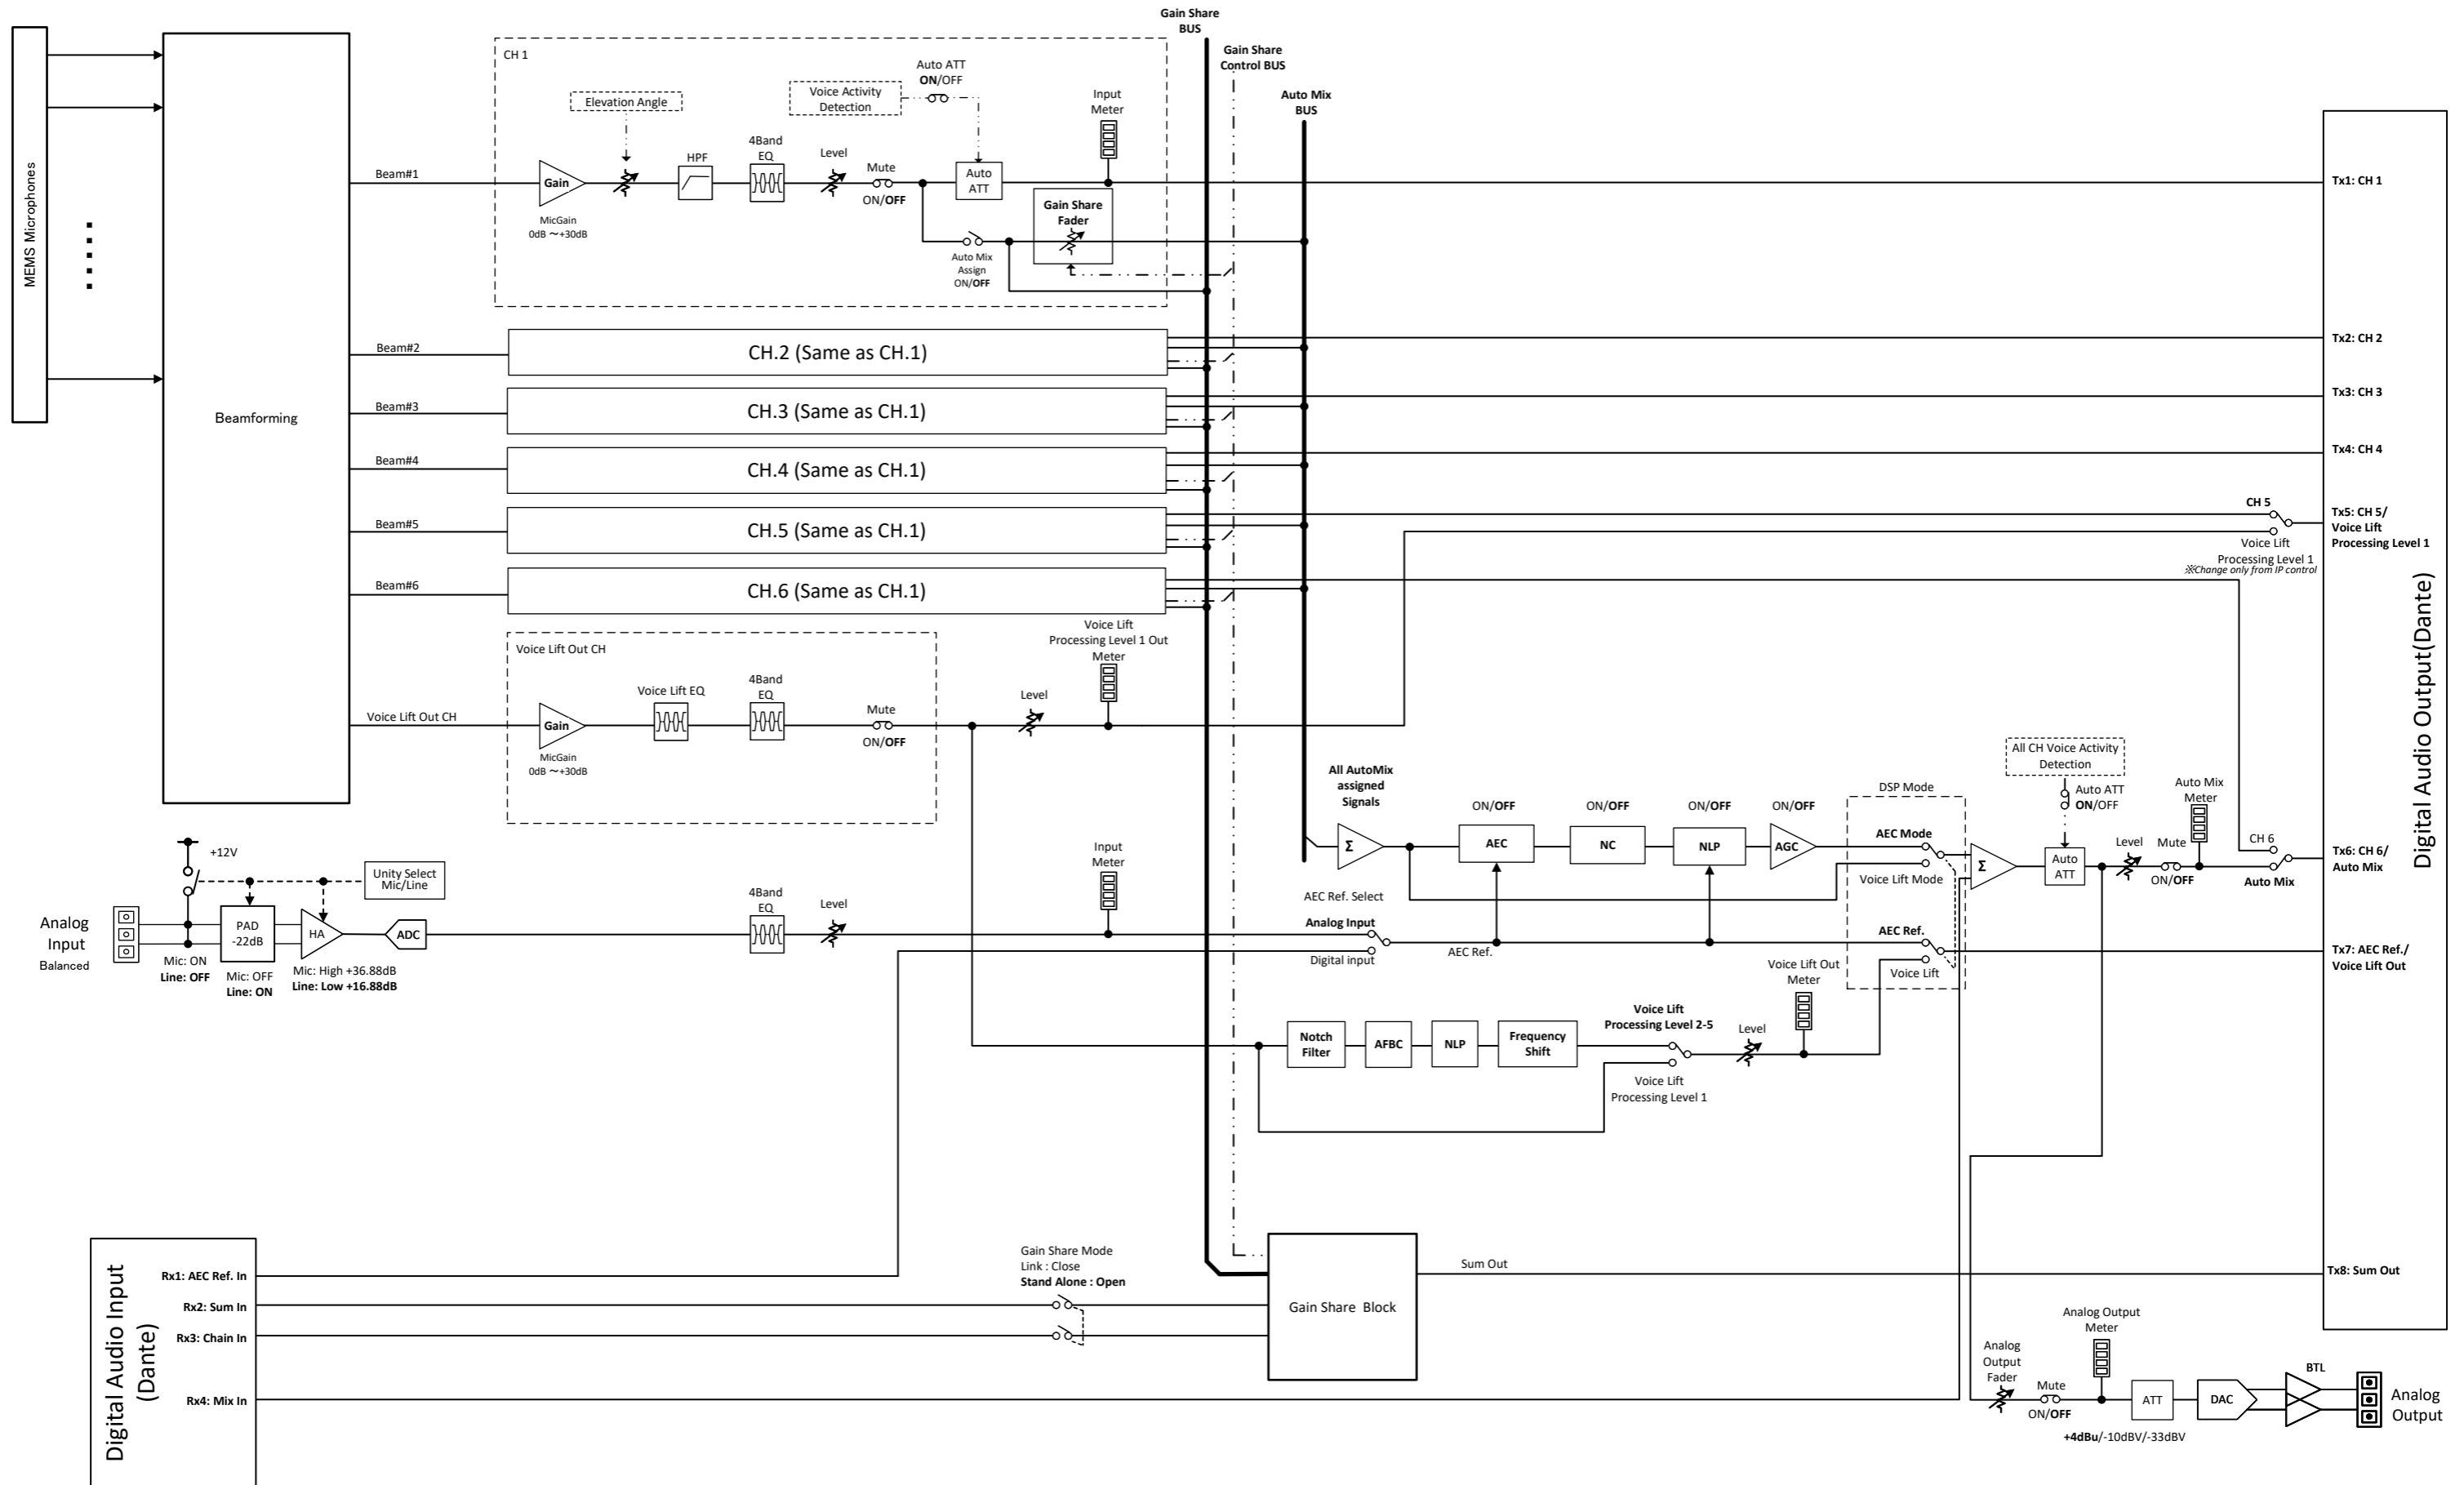 Gain Share
BUS
Gain Share
Control BUS
Auto Mix
BUS
MEMS Microphones
Beamforming
CH 1
Elevation Angle
Voice Activity
Detection
Auto ATT
ON/OFF
Input
Meter
Beam#1
Gain
MicGain
0dB ～+30dB
HPF
4Band
EQ
Level
Mute
ON/OFF
Auto
ATT
Gain Share
Fader
Auto Mix
Assign
ON/OFF
Tx1: CH 1
Beam#2
CH.2 (Same as CH.1)
Tx2: CH 2
Beam#3
CH.3 (Same as CH.1)
Tx3: CH 3
Beam#4
CH.4 (Same as CH.1)
Tx4: CH 4
Beam#5
CH.5 (Same as CH.1)
CH 5
Voice Lift
Processing Level 1
※Change only from IP control
Tx5: CH 5/
Voice Lift
Processing Level 1
Beam#6
CH.6 (Same as CH.1)
Digital Audio Output(Dante)
Voice Lift Out CH
Voice Lift Out CH
Gain
MicGain
0dB ～+30dB
Voice Lift EQ
4Band
EQ
Mute
ON/OFF
Level
Voice Lift
Processing Level 1 Out
Meter
All AutoMix
assigned
Signals
Σ
ON/OFF
AEC
ON/OFF
NC
ON/OFF
NLP
ON/OFF
AGC
DSP Mode
AEC Mode
Voice Lift Mode
Σ
All CH Voice Activity
Detection
Auto ATT
ON/OFF
Auto
ATT
Level
Mute
ON/OFF
Auto Mix
Meter
CH 6
Auto Mix
Tx6: CH 6/
Auto Mix
+12V
Unity Select
Mic/Line
Analog
Input
Balanced
Mic: ON
Line: OFF
PAD
-22dB
Mic: OFF
Line: ON
HA
Mic: High +36.88dB
Line: Low +16.88dB
ADC
4Band
EQ
Level
Input
Meter
AEC Ref. Select
Analog Input
Digital input
AEC Ref.
AEC Ref.
Voice Lift
Tx7: AEC Ref./
Voice Lift Out
Voice Lift Out
Meter
Notch
Filter
AFBC
NLP
Frequency
Shift
Voice Lift
Processing Level 2-5
Voice Lift
Processing Level 1
Level
Digital Audio Input
(Dante)
Rx1: AEC Ref. In
Rx2: Sum In
Rx3: Chain In
Rx4: Mix In
Gain Share Mode
Link : Close
Stand Alone : Open
Gain Share Block
Sum Out
Tx8: Sum Out
Analog
Output
Fader
Mute
ON/OFF
Analog Output
Meter
ATT
+4dBu/-10dBV/-33dBV
DAC
BTL
Analog
Output